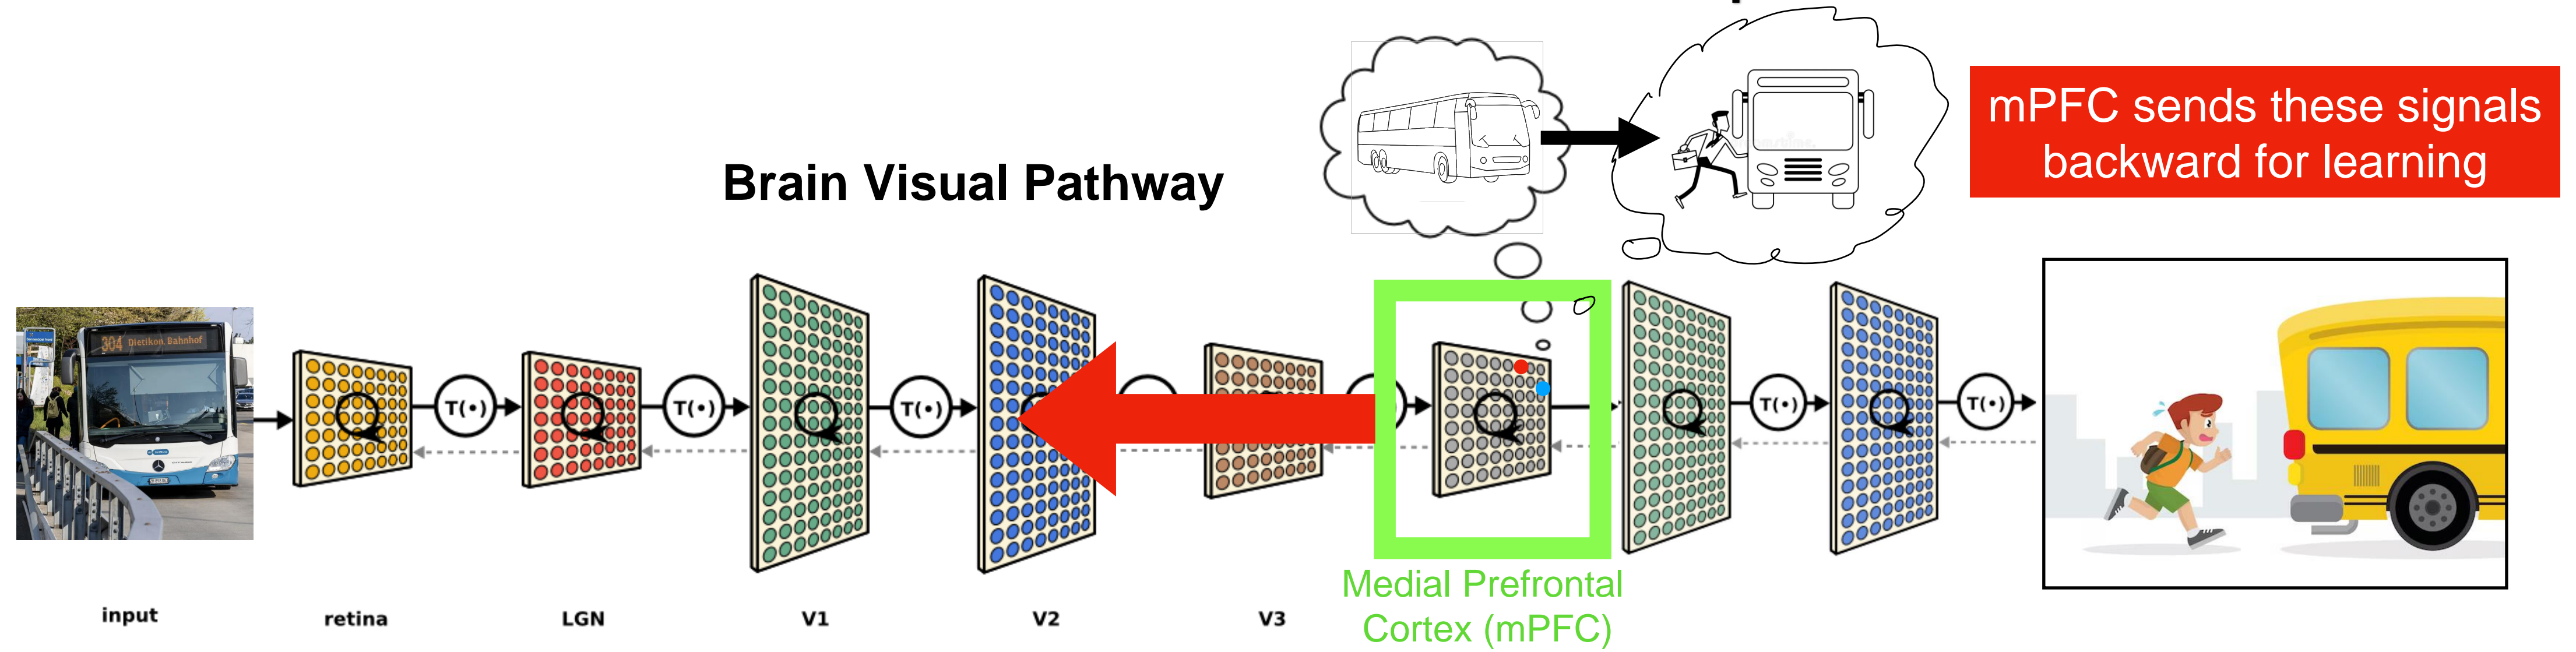 mPFC sends these signals
backward for learning
Brain Visual Pathway
304 Dietikon Bahnhof
T(•)
T(•)
T(•)
T(•)
T(•)
Medial Prefrontal
Cortex (mPFC)
input
retina
LGN
V1
V2
V3